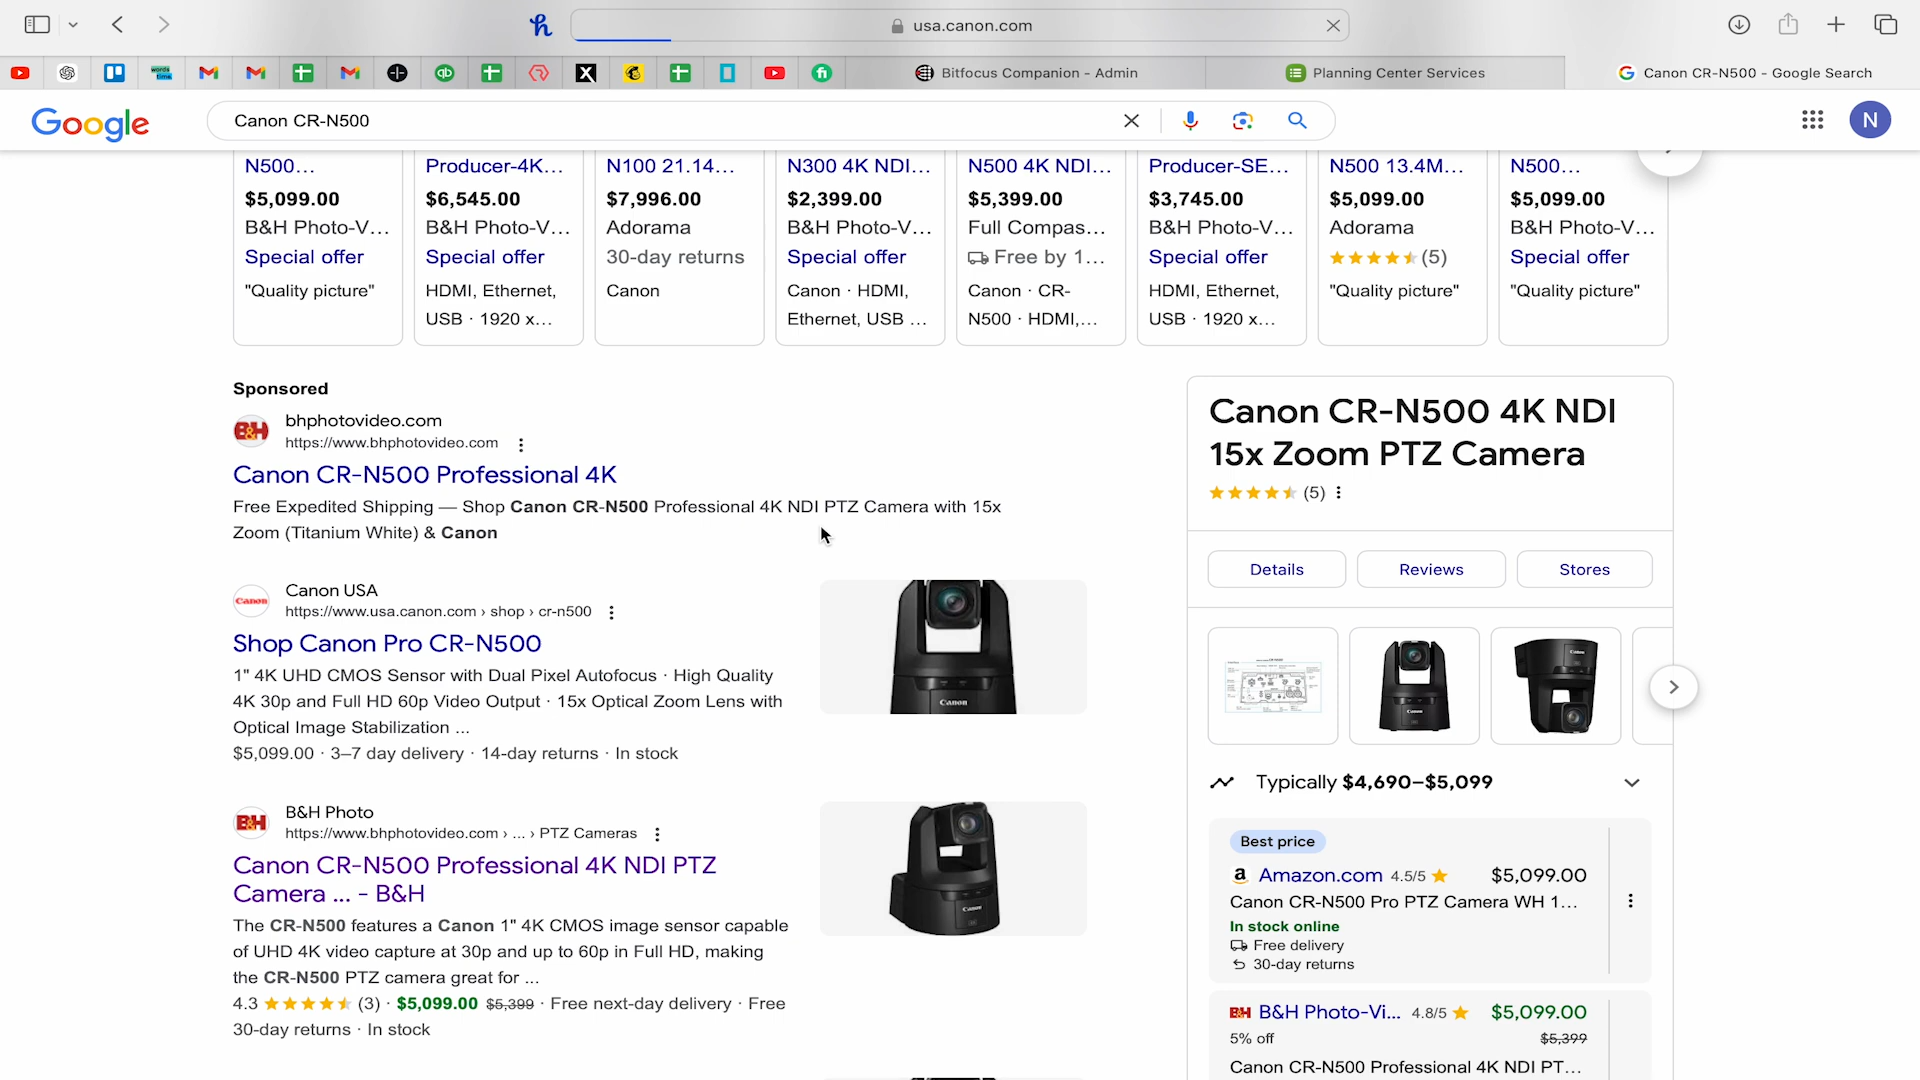 usa.canon.com
Bitfocus Companion - Admin
Planning Center Services
Canon CR-N500 - Google Search
Google
Canon CR-N500
N
N500...
$5,099.00
B&H Photo-V...
Special offer
"Quality picture"
Producer-4K...
$6,545.00
B&H Photo-V...
Special offer
HDMI, Ethernet,
USB · 1920 x...
N100 21.14...
$7,996.00
Adorama
30-day returns
Canon
N300 4K NDI...
$2,399.00
B&H Photo-V...
Special offer
Canon · HDMI,
Ethernet, USB ...
N500 4K NDI...
$5,399.00
Full Compas...
Free by 1...
Canon · CR-
N500 · HDMI,...
Producer-SE...
$3,745.00
B&H Photo-V...
Special offer
HDMI, Ethernet,
USB · 1920 x...
N500 13.4M...
$5,099.00
Adorama
(5)
"Quality picture"
N500...
$5,099.00
B&H Photo-V...
Special offer
"Quality picture"
Sponsored
B&H
bhphotovideo.com
https://www.bhphotovideo.com
Canon CR-N500 Professional 4K
Free Expedited Shipping — Shop Canon CR-N500 Professional 4K NDI PTZ Camera with 15x
Zoom (Titanium White) & Canon
Canon
Canon USA
https://www.usa.canon.com › shop › cr-n500
Shop Canon Pro CR-N500
1" 4K UHD CMOS Sensor with Dual Pixel Autofocus · High Quality
4K 30p and Full HD 60p Video Output · 15x Optical Zoom Lens with
Optical Image Stabilization ...
$5,099.00 · 3–7 day delivery · 14-day returns · In stock
Canon
B&H
B&H Photo
https://www.bhphotovideo.com › ... › PTZ Cameras
Canon CR-N500 Professional 4K NDI PTZ
Camera ... - B&H
The CR-N500 features a Canon 1" 4K CMOS image sensor capable
of UHD 4K video capture at 30p and up to 60p in Full HD, making
the CR-N500 PTZ camera great for ...
4.3 (3) · $5,099.00 $5,399 · Free next-day delivery · Free
30-day returns · In stock
Canon
Canon CR-N500 4K NDI
15x Zoom PTZ Camera
(5)
Details
Reviews
Stores
Canon
Canon
Typically $4,690–$5,099
Best price
Amazon.com 4.5/5 $5,099.00
Canon CR-N500 Pro PTZ Camera WH 1...
In stock online
Free delivery
30-day returns
B&H B&H Photo-Vi... 4.8/5 $5,099.00
5% off $5,399
Canon CR-N500 Professional 4K NDI PT...